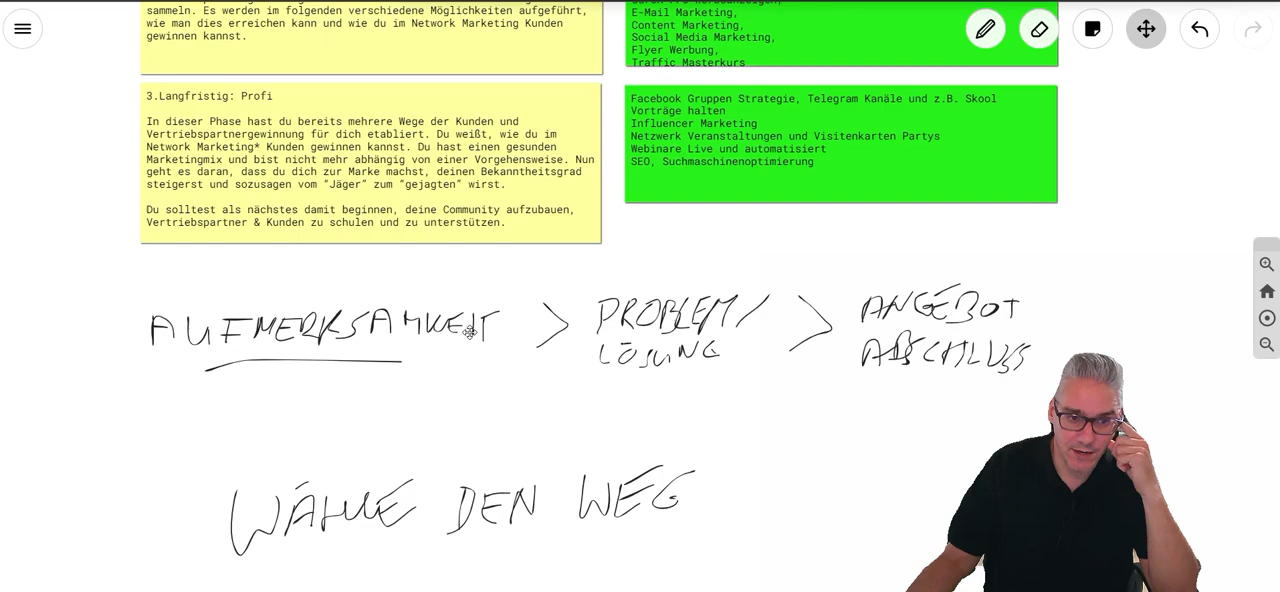 sammeln. Es werden im folgenden verschiedene Möglichkeiten aufgeführt,
wie man dies erreichen kann und wie du im Network Marketing Kunden
gewinnen kannst.
E-Mail Marketing,
Content Marketing,
Social Media Marketing,
Flyer Werbung,
Traffic Masterkurs
3.Langfristig: Profi
In dieser Phase hast du bereits mehrere Wege der Kunden und
Vertriebspartnergewinnung für dich etabliert. Du weißt, wie du im
Network Marketing* Kunden gewinnen kannst. Du hast einen gesunden
Marketingmix und bist nicht mehr abhängig von einer Vorgehensweise. Nun
geht es daran, dass du dich zur Marke machst, deinen Bekanntheitsgrad
steigerst und sozusagen vom “Jäger” zum “gejagten” wirst.
Du solltest als nächstes damit beginnen, deine Community aufzubauen,
Vertriebspartner & Kunden zu schulen und zu unterstützen.
Facebook Gruppen Strategie, Telegram Kanäle und z.B. Skool
Vorträge halten
Influencer Marketing
Netzwerk Veranstaltungen und Visitenkarten Partys
Webinare Live und automatisiert
SEO, Suchmaschinenoptimierung
AUFMERKSAMKEIT > PROBLEM/ > ANGEBOT
LÖSUNG ABSCHLUSS
WÄHLE DEN WEG